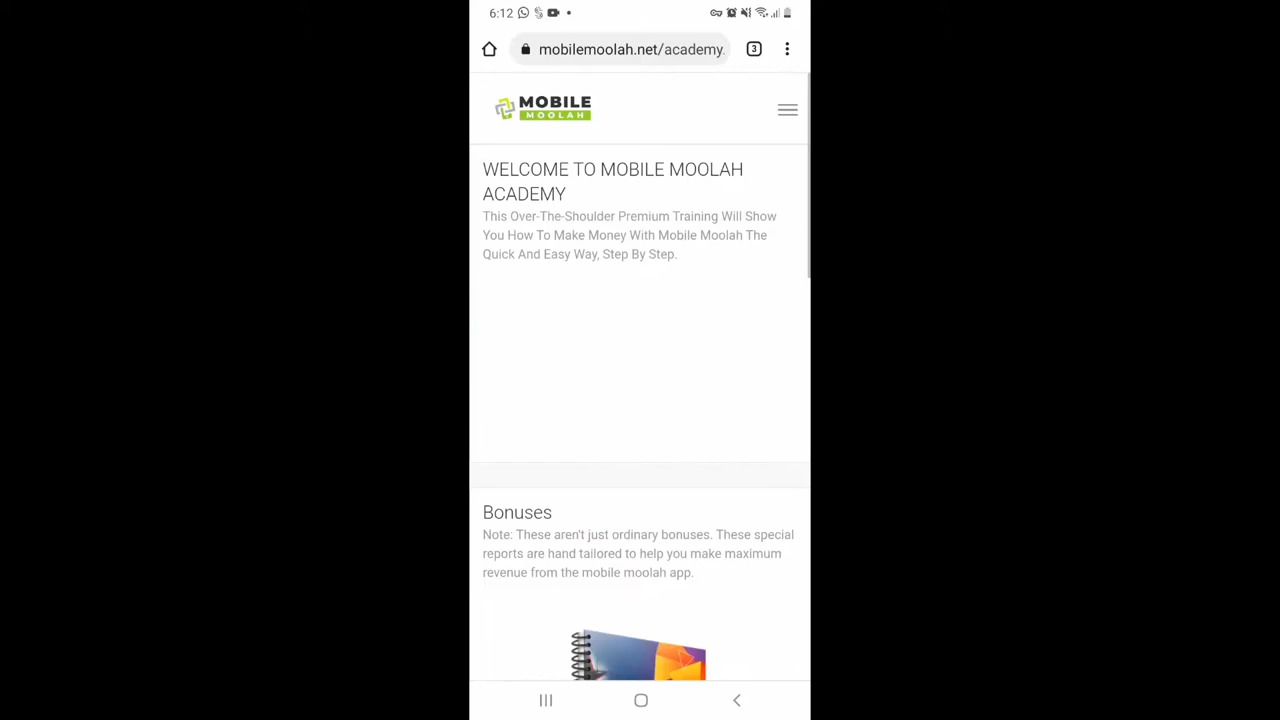 6:12
mobilemoolah.net/academy.
3
MOBILE
MOOLAH
WELCOME TO MOBILE MOOLAH
ACADEMY
This Over-The-Shoulder Premium Training Will Show
You How To Make Money With Mobile Moolah The
Quick And Easy Way, Step By Step.
Bonuses
Note: These aren't just ordinary bonuses. These special
reports are hand tailored to help you make maximum
revenue from the mobile moolah app.